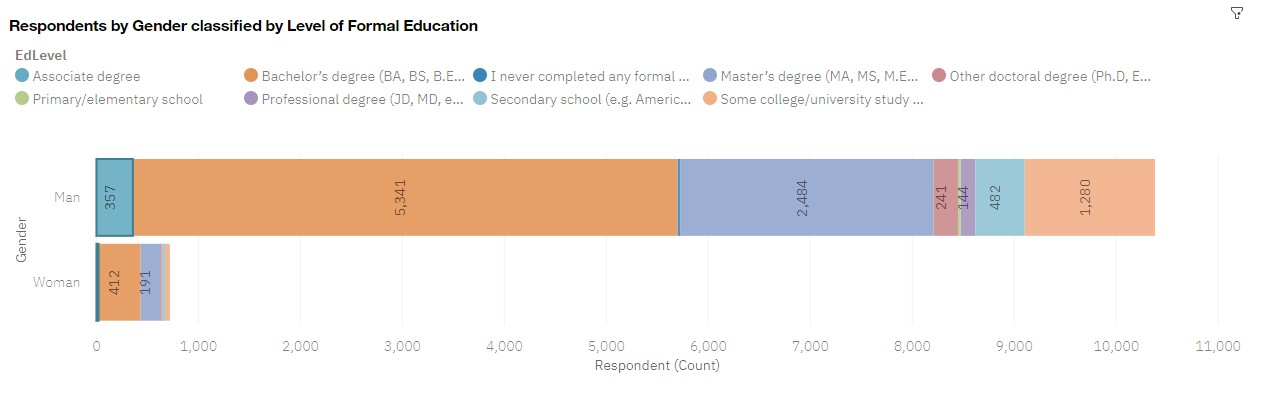 Respondents by Gender classified by Level of Formal Education
EdLevel
Associate degree
Bachelor's degree (BA, BS, B.E...
I never completed any formal ...
Master's degree (MA, MS, M.E...
Other doctoral degree (Ph.D, E...
Primary/elementary school
Professional degree (JD, MD, e...
Secondary school (e.g. Americ...
Some college/university study ...
Gender
Man
357
5,341
2,484
241
144
482
1,280
Woman
412
191
0 1,000 2,000 3,000 4,000 5,000 6,000 7,000 8,000 9,000 10,000 11,000
Respondent (Count)